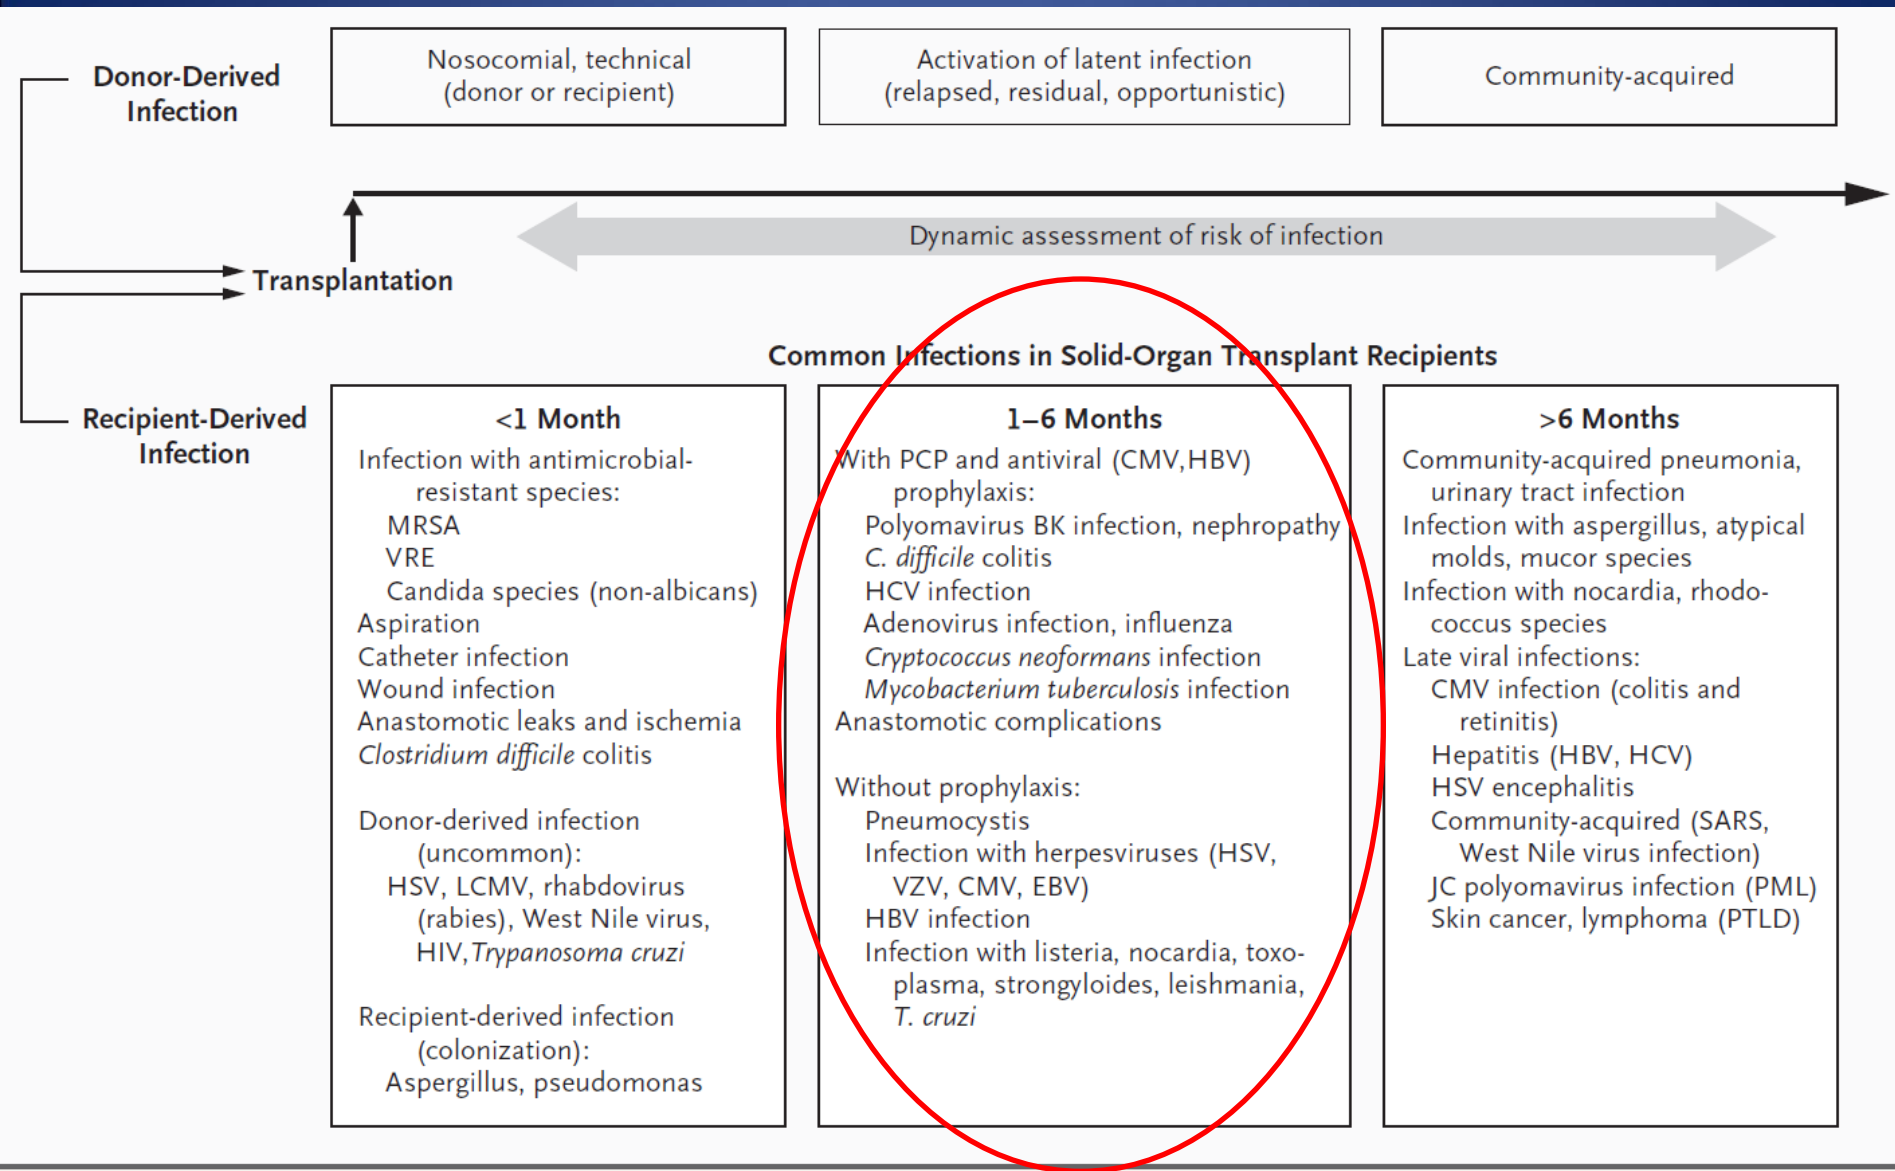 Donor-Derived
Infection
Nosocomial, technical
(donor or recipient)
Activation of latent infection
(relapsed, residual, opportunistic)
Community-acquired
Dynamic assessment of risk of infection
Transplantation
Common Infections in Solid-Organ Transplant Recipients
Recipient-Derived
Infection
<1 Month
Infection with antimicrobial-
resistant species:
MRSA
VRE
Candida species (non-albicans)
Aspiration
Catheter infection
Wound infection
Anastomotic leaks and ischemia
Clostridium difficile colitis
Donor-derived infection
(uncommon):
HSV, LCMV, rhabdovirus
(rabies), West Nile virus,
HIV, Trypanosoma cruzi
Recipient-derived infection
(colonization):
Aspergillus, pseudomonas
1–6 Months
With PCP and antiviral (CMV, HBV)
prophylaxis:
Polyomavirus BK infection, nephropathy
C. difficile colitis
HCV infection
Adenovirus infection, influenza
Cryptococcus neoformans infection
Mycobacterium tuberculosis infection
Anastomotic complications
Without prophylaxis:
Pneumocystis
Infection with herpesviruses (HSV,
VZV, CMV, EBV)
HBV infection
Infection with listeria, nocardia, toxo-
plasma, strongyloides, leishmania,
T. cruzi
>6 Months
Community-acquired pneumonia,
urinary tract infection
Infection with aspergillus, atypical
molds, mucor species
Infection with nocardia, rhodo-
coccus species
Late viral infections:
CMV infection (colitis and
retinitis)
Hepatitis (HBV, HCV)
HSV encephalitis
Community-acquired (SARS,
West Nile virus infection)
JC polyomavirus infection (PML)
Skin cancer, lymphoma (PTLD)